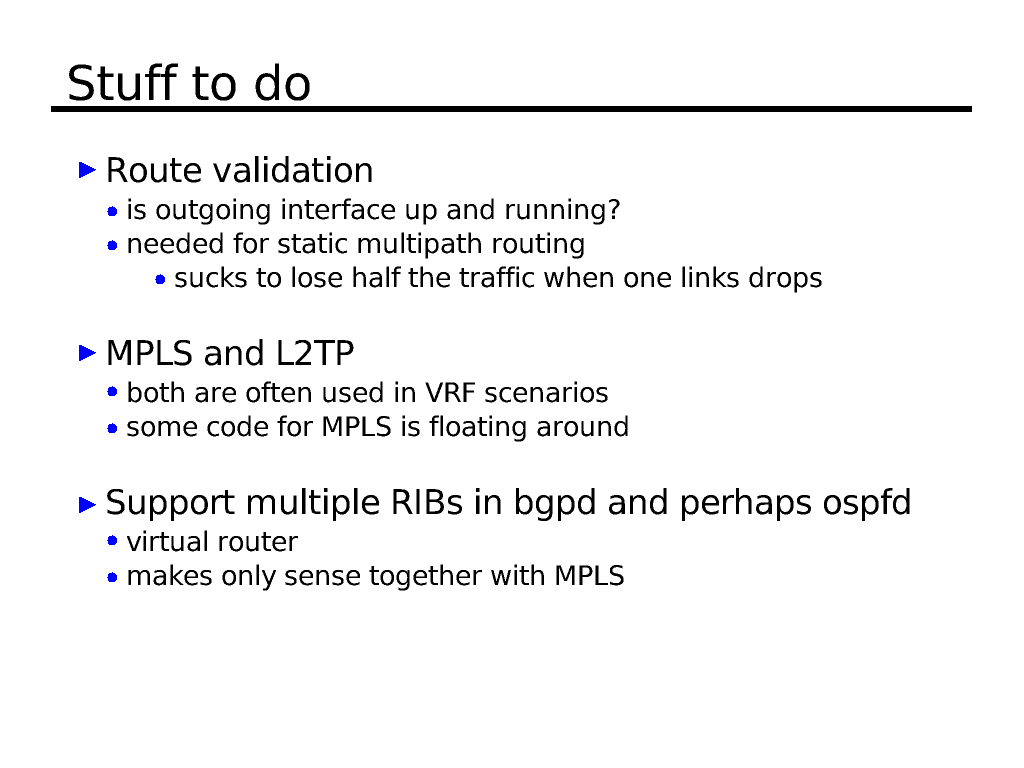 Stuff to do
Route validation
is outgoing interface up and running?
needed for static multipath routing
sucks to lose half the traffic when one links drops
MPLS and L2TP
both are often used in VRF scenarios
some code for MPLS is floating around
Support multiple RIBs in bgpd and perhaps ospfd
virtual router
makes only sense together with MPLS